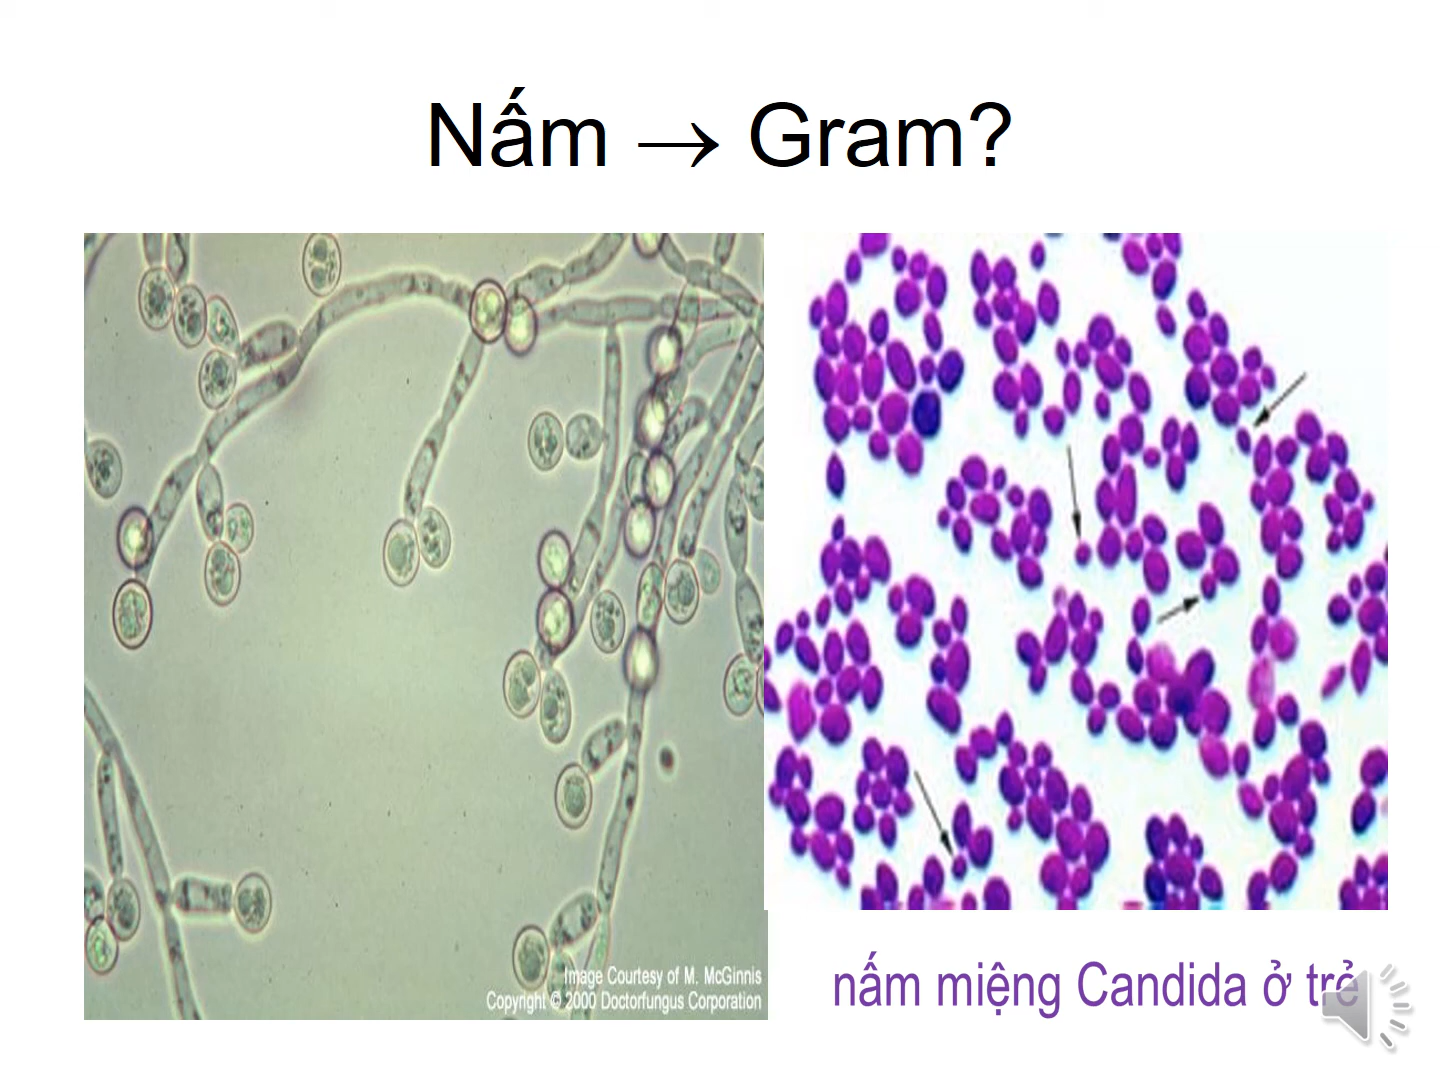 Nấm → Gram?
Image Courtesy of M. McGinnis
Copyright © 2000 Doctorfungus Corporation
nấm miệng Candida ở trẻ